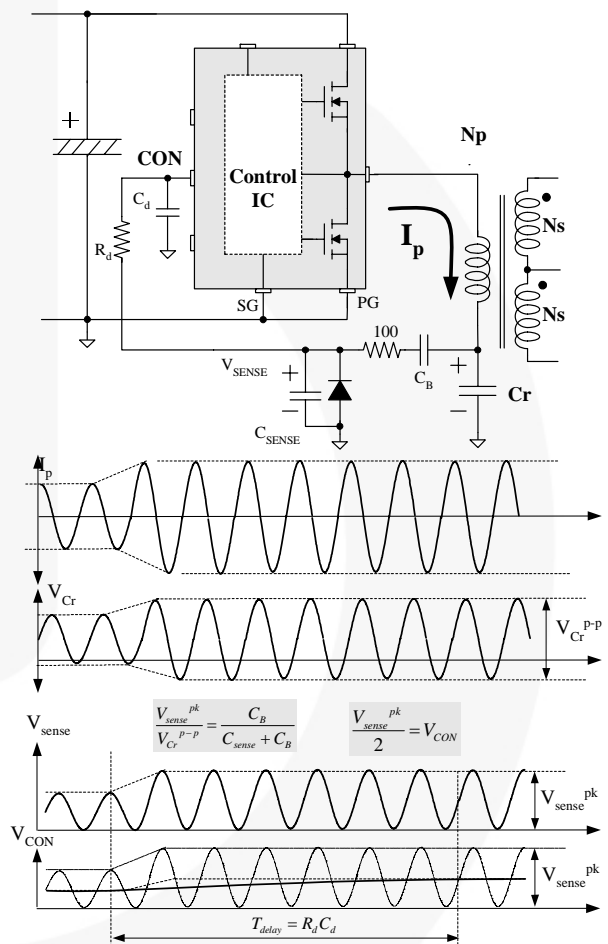 +
CON
C_d
R_d
Control
IC
Np
I_p
Ns
Ns
SG
PG
V_SENSE
100
+
−
C_SENSE
C_B
+
−
Cr
I_p
V_Cr
V_Cr^p-p
V_sense^pk / V_Cr^p-p = C_B / (C_sense + C_B)
V_sense^pk / 2 = V_CON
V_sense
V_sense^pk
V_CON
V_sense^pk
T_delay = R_d C_d